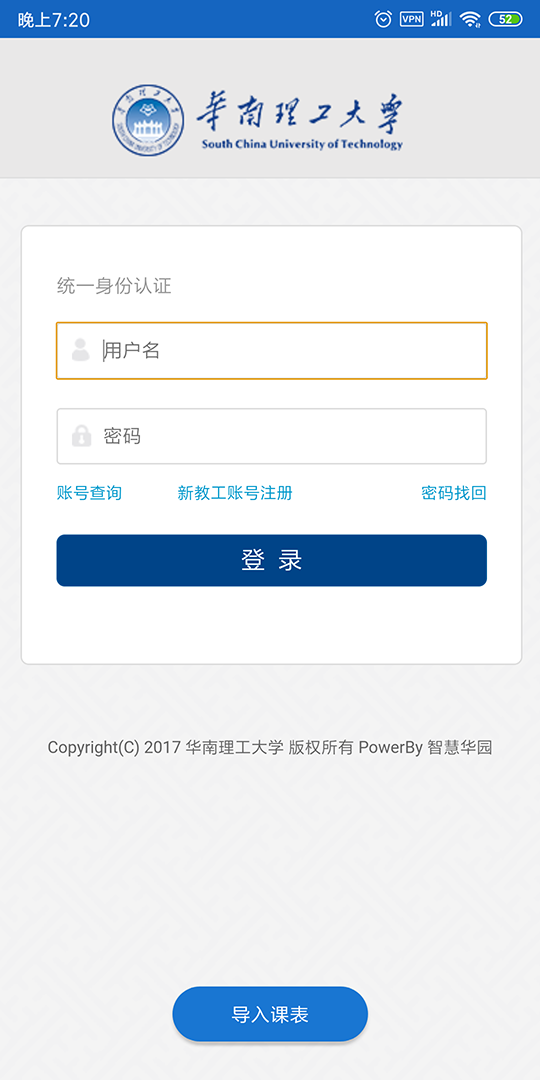 晚上7:20
VPN
HD
52
华南理工大学
South China University of Technology
统一身份认证
用户名
密码
账号查询 新教工账号注册 密码找回
登 录
Copyright(C) 2017 华南理工大学 版权所有 PowerBy 智慧华园
导入课表